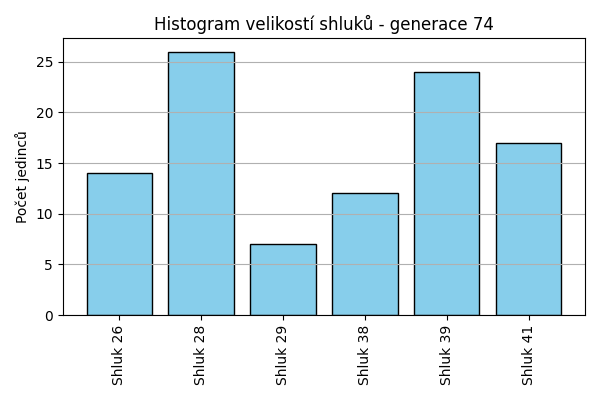 Histogram velikostí shluků - generace 74
Počet jedinců
25
20
15
10
5
0
Shluk 26
Shluk 28
Shluk 29
Shluk 38
Shluk 39
Shluk 41